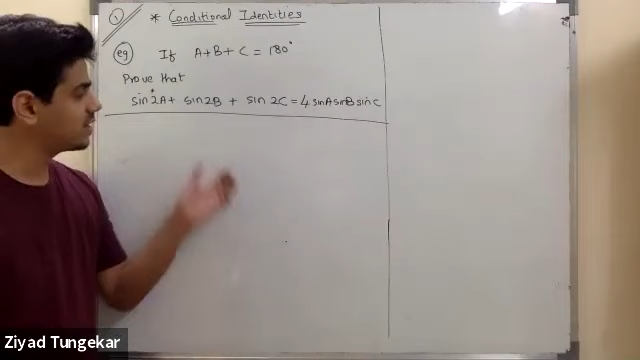 ① * Conditional Identities
eg If A+B+C = 180°
Prove that
sin 2A + sin 2B + sin 2C = 4 sinA sinB sin C
Ziyad Tungekar